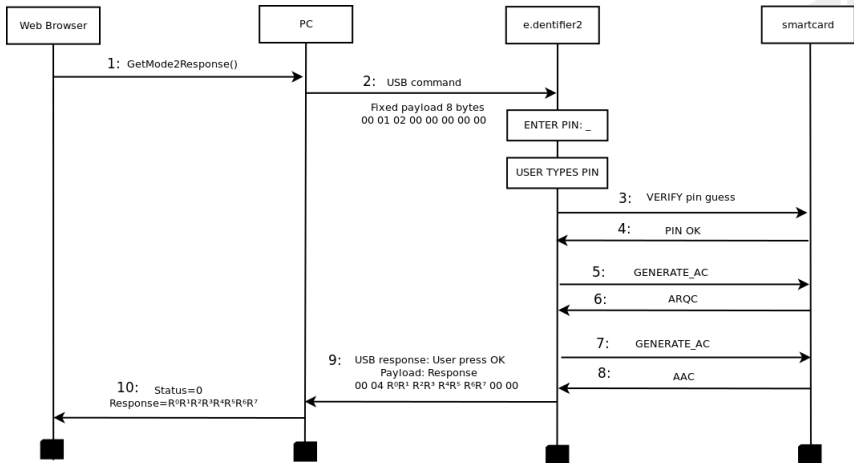 Web Browser
PC
e.dentifier2
smartcard
1: GetMode2Response()
2: USB command
Fixed payload 8 bytes
00 01 02 00 00 00 00 00
ENTER PIN: _
USER TYPES PIN
3: VERIFY pin guess
4: PIN OK
5: GENERATE_AC
6: ARQC
7: GENERATE_AC
8: AAC
9: USB response: User press OK
Payload: Response
00 04 R⁰R¹ R²R³ R⁴R⁵ R⁶R⁷ 00 00
10: Status=0
Response=R⁰R¹R²R³R⁴R⁵R⁶R⁷